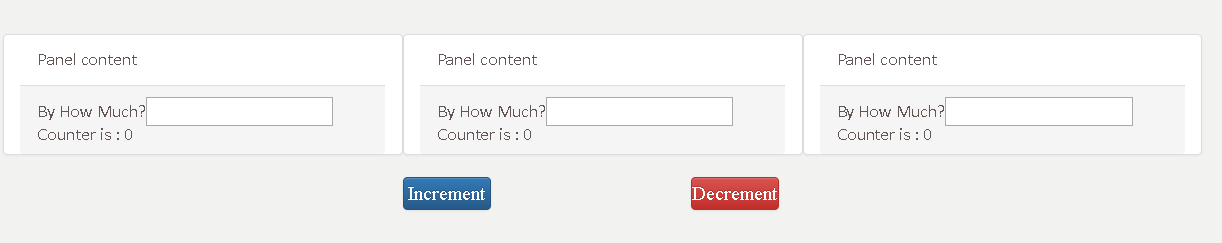 Panel content
By How Much?
Counter is : 0
Panel content
By How Much?
Counter is : 0
Panel content
By How Much?
Counter is : 0
Increment
Decrement